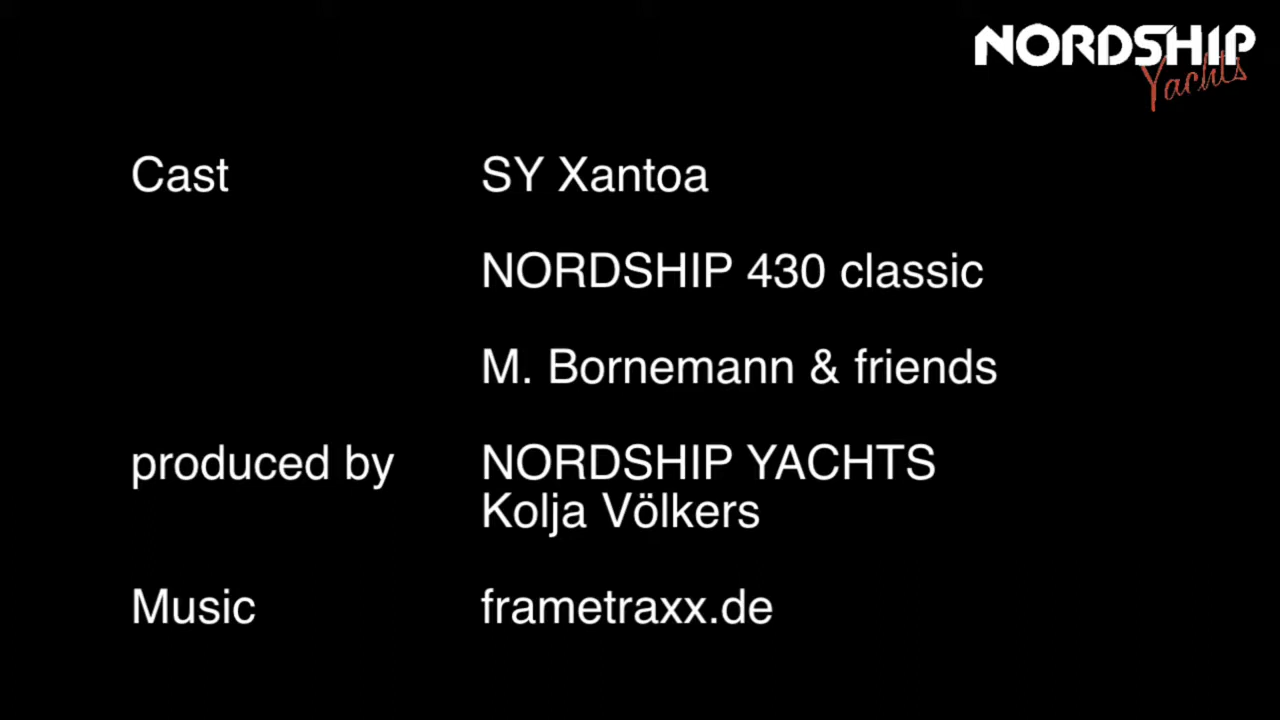 NORDSHIP
Yachts
Cast SY Xantoa
NORDSHIP 430 classic
M. Bornemann & friends
produced by NORDSHIP YACHTS
Kolja Völkers
Music frametraxx.de